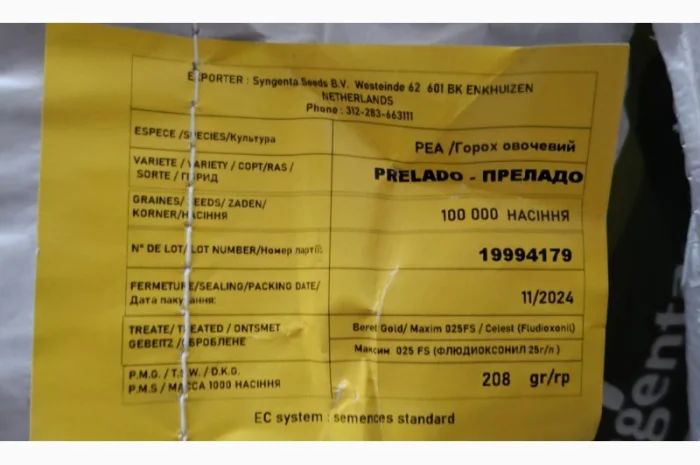 EXPORTER : Syngenta Seeds B.V. Westeinde 62 601 BK ENKHUIZEN
NETHERLANDS
Phone : 312-283-663111
ESPECE /SPECIES/Культура
PEA /Горох овочевий
VARIETE / VARIETY / СОРТ/RAS /
SORTE / ГІБРИД
PRELADO - ПРЕЛАДО
GRAINES/ SEEDS/ ZADEN/
KORNER/НАСІННЯ
100 000 НАСІННЯ
N° DE LOT/ LOT NUMBER/Номер партії:
19994179
FERMETURE/SEALING/PACKING DATE/
Дата пакування:
11/2024
TREATE/ TREATED / ONTSMET
GEBEITZ /ОБРОБЛЕНЕ
Beret Gold/ Maxim 025FS / Celest (Fludioxonil)
Максим 025 FS (ФЛЮДИОКСОНИЛ 25г/л )
P.M.G. / T.S.W. / D.K.G.
P.M.S / МАССА 1000 НАСІННЯ
208 gr/гр
EC system : semences standard
genta